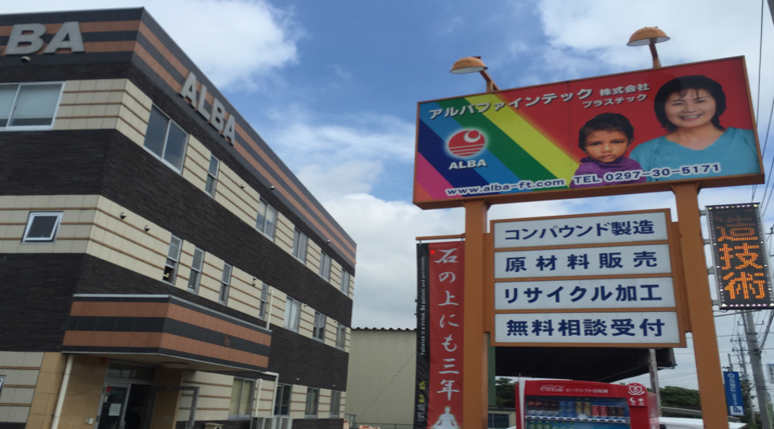 ALBA
ALBA
アルバファインテック 株式会社
プラスチック
ALBA
www.alba-ft.com TEL 0297-30-5171
コンパウンド製造
原材料販売
リサイクル加工
無料相談受付
石の上にも三年
造技術